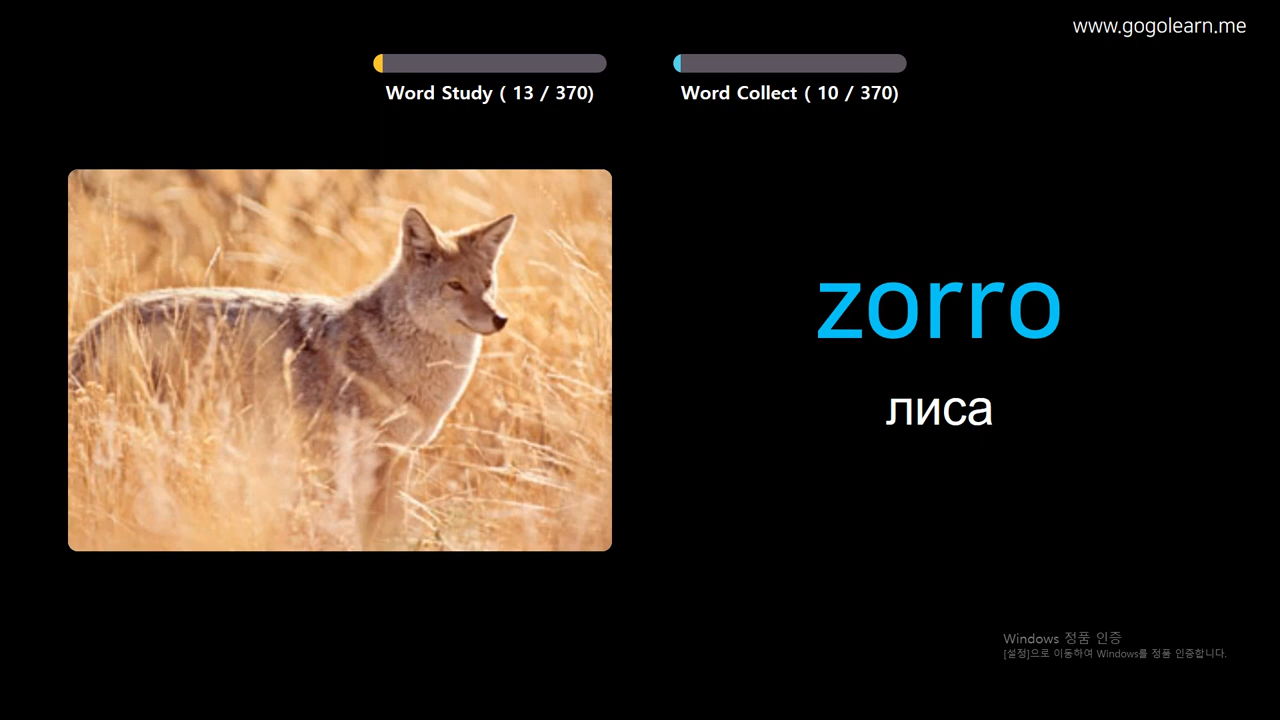 www.gogolearn.me
Word Study ( 13 / 370)
Word Collect ( 10 / 370)
zorro
лиса
Windows 정품 인증
[설정]으로 이동하여 Windows를 정품 인증합니다.